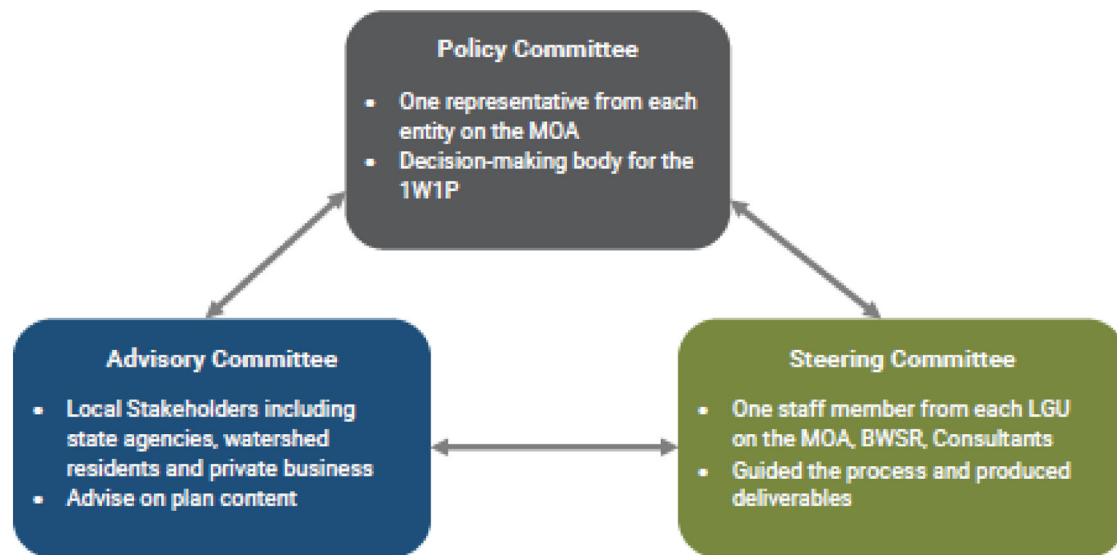 Policy Committee
• One representative from each
entity on the MOA
• Decision-making body for the
1W1P
Advisory Committee
• Local Stakeholders including
state agencies, watershed
residents and private business
• Advise on plan content
Steering Committee
• One staff member from each LGU
on the MOA, BWSR, Consultants
• Guided the process and produced
deliverables